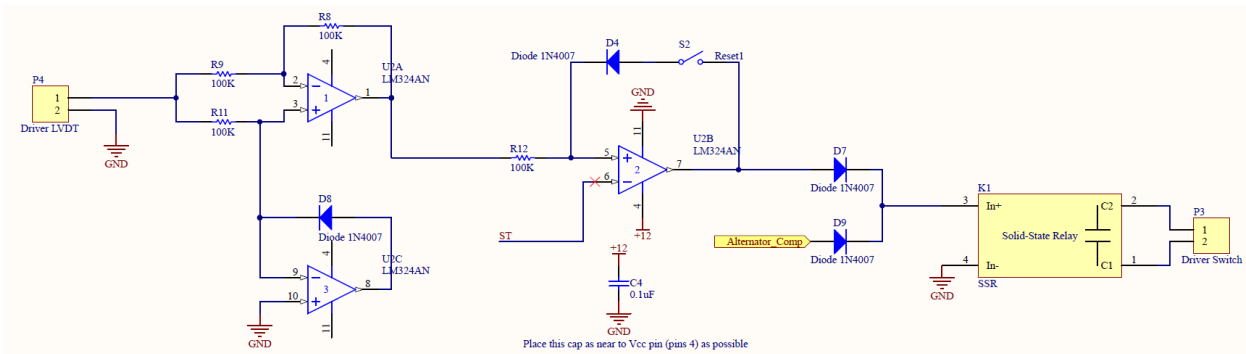 R8
100K
P4
1
2
Driver LVDT
GND
R9
100K
R11
100K
4
2
3
1
1
11
U2A
LM324AN
D8
Diode 1N4007
4
9
10
3
8
11
U2C
LM324AN
GND
D4
Diode 1N4007
S2
Reset1
GND
11
R12
100K
5
6
2
7
4
U2B
LM324AN
+12
ST
+12
C4
0.1uF
GND
Place this cap as near to Vcc pin (pins 4) as possible
D7
Diode 1N4007
Alternator_Comp
D9
Diode 1N4007
K1
3
In+
Solid-State Relay
C2
2
4
In-
C1
1
SSR
GND
P3
1
2
Driver Switch